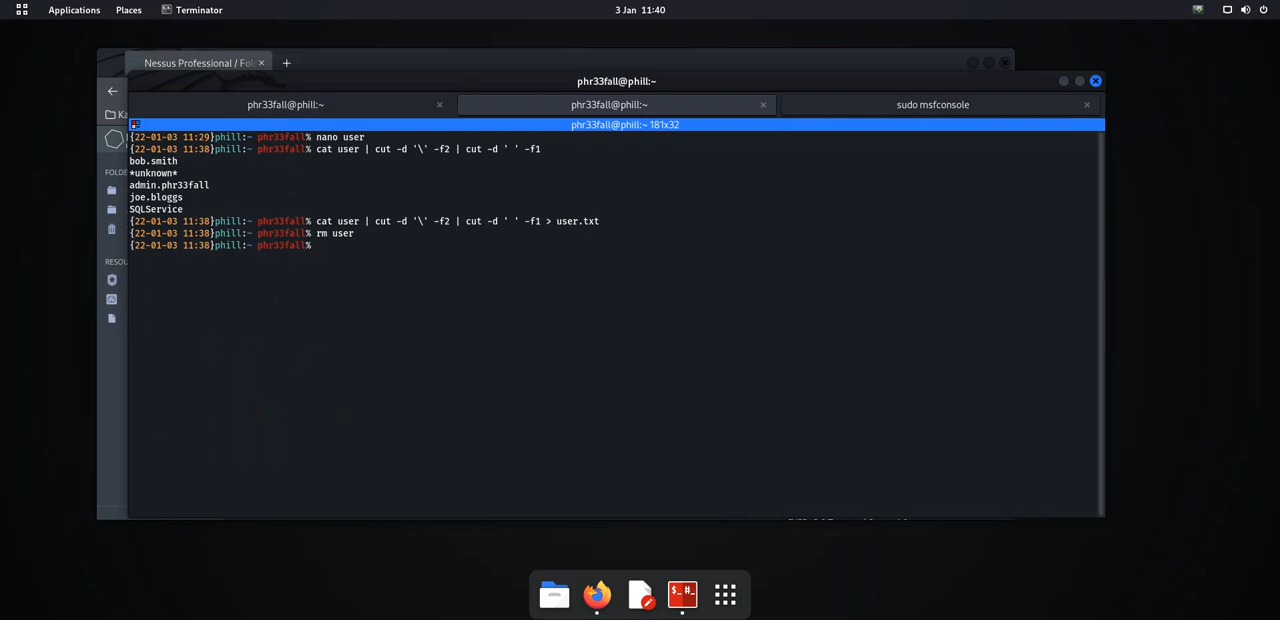 Applications Places Terminator 3 Jan 11:40
Nessus Professional / Fol
phr33fall@phill:~
phr33fall@phill:~ phr33fall@phill:~ sudo msfconsole
phr33fall@phill:~ 181x32
{22-01-03 11:29}phill:~ phr33fall% nano user
{22-01-03 11:38}phill:~ phr33fall% cat user | cut -d '\' -f2 | cut -d ' ' -f1
bob.smith
*unknown*
admin.phr33fall
joe.bloggs
SQLService
{22-01-03 11:38}phill:~ phr33fall% cat user | cut -d '\' -f2 | cut -d ' ' -f1 > user.txt
{22-01-03 11:38}phill:~ phr33fall% rm user
{22-01-03 11:38}phill:~ phr33fall%
Ka
FOLDE
RESOU